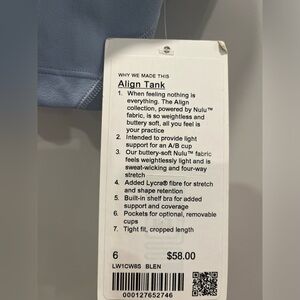 WHY WE MADE THIS
Align Tank
1. When feeling nothing is
everything. The Align
collection, powered by Nulu™
fabric, is so weightless and
buttery soft, all you feel is
your practice
2. Intended to provide light
support for an A/B cup
3. Our buttery-soft Nulu™ fabric
feels weightlessly light and is
sweat-wicking and four-way
stretch
4. Added Lycra® fibre for stretch
and shape retention
5. Built-in shelf bra for added
support and coverage
6. Pockets for optional, removable
cups
7. Tight fit, cropped length
6 $58.00
LW1CW8S BLEN
000127652746